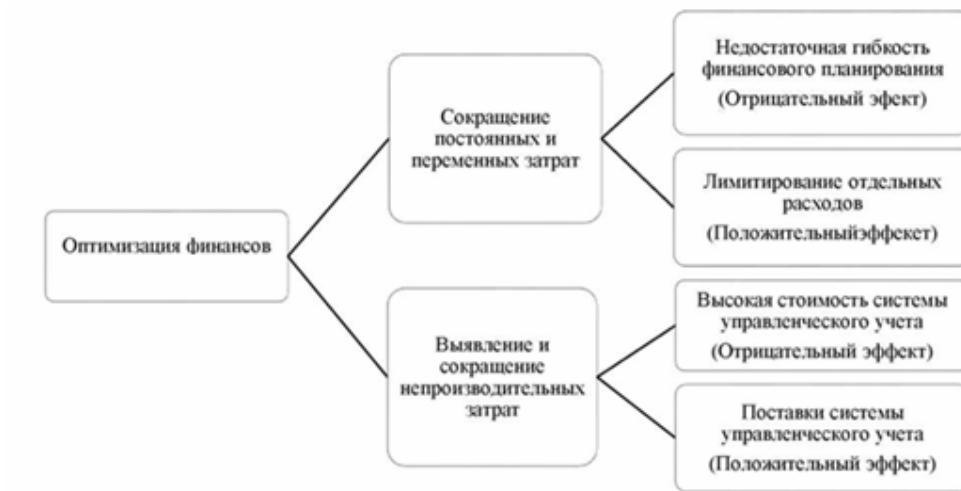 Оптимизация финансов
Сокращение
постоянных и
переменных затрат
Недостаточная гибкость
финансового планирования
(Отрицательный эфект)
Лимитирование отдельных
расходов
(Положительныйэффекет)
Выявление и
сокращение
непроизводительных
затрат
Высокая стоимость системы
управленческого учета
(Отрицательный эффект)
Поставки системы
управленческого учета
(Положительный эффект)